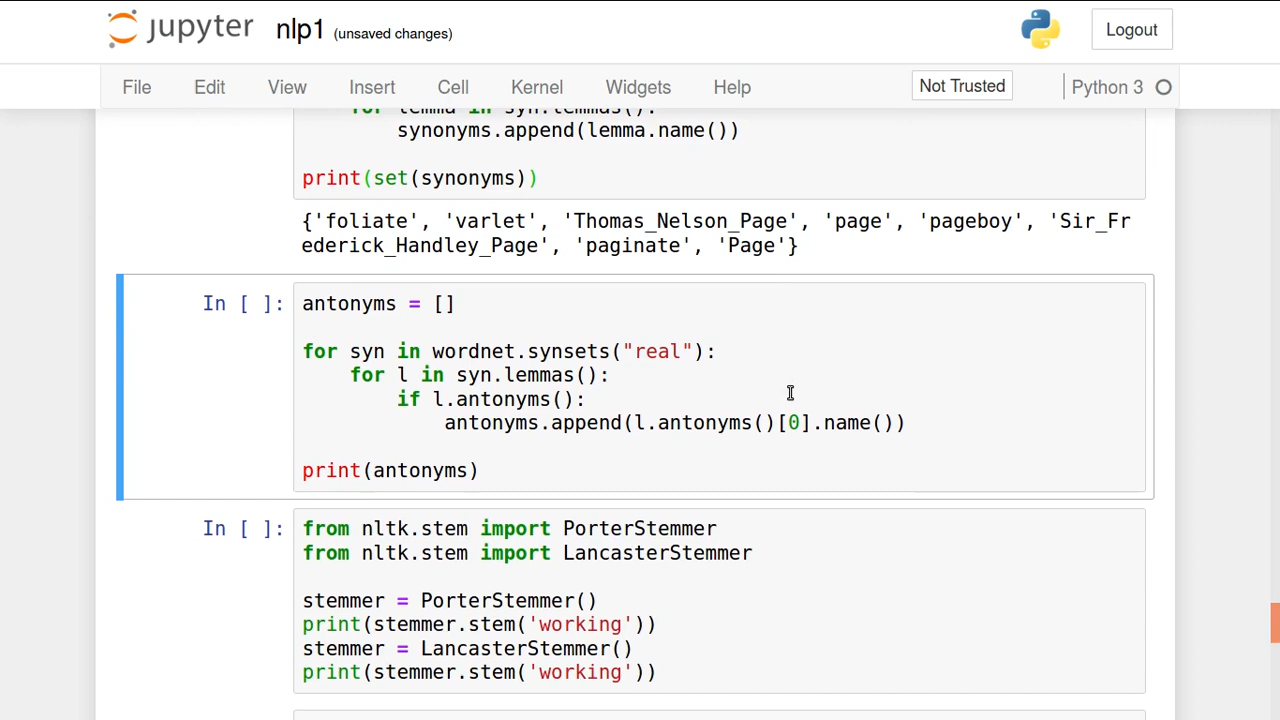 jupyter nlp1 (unsaved changes) Logout
File Edit View Insert Cell Kernel Widgets Help Not Trusted Python 3
for lemma in syn.lemmas():
synonyms.append(lemma.name())
print(set(synonyms))
{'foliate', 'varlet', 'Thomas_Nelson_Page', 'page', 'pageboy', 'Sir_Fr
ederick_Handley_Page', 'paginate', 'Page'}
In [ ]: antonyms = []
for syn in wordnet.synsets("real"):
for l in syn.lemmas():
if l.antonyms():
antonyms.append(l.antonyms()[0].name())
print(antonyms)
In [ ]: from nltk.stem import PorterStemmer
from nltk.stem import LancasterStemmer
stemmer = PorterStemmer()
print(stemmer.stem('working'))
stemmer = LancasterStemmer()
print(stemmer.stem('working'))